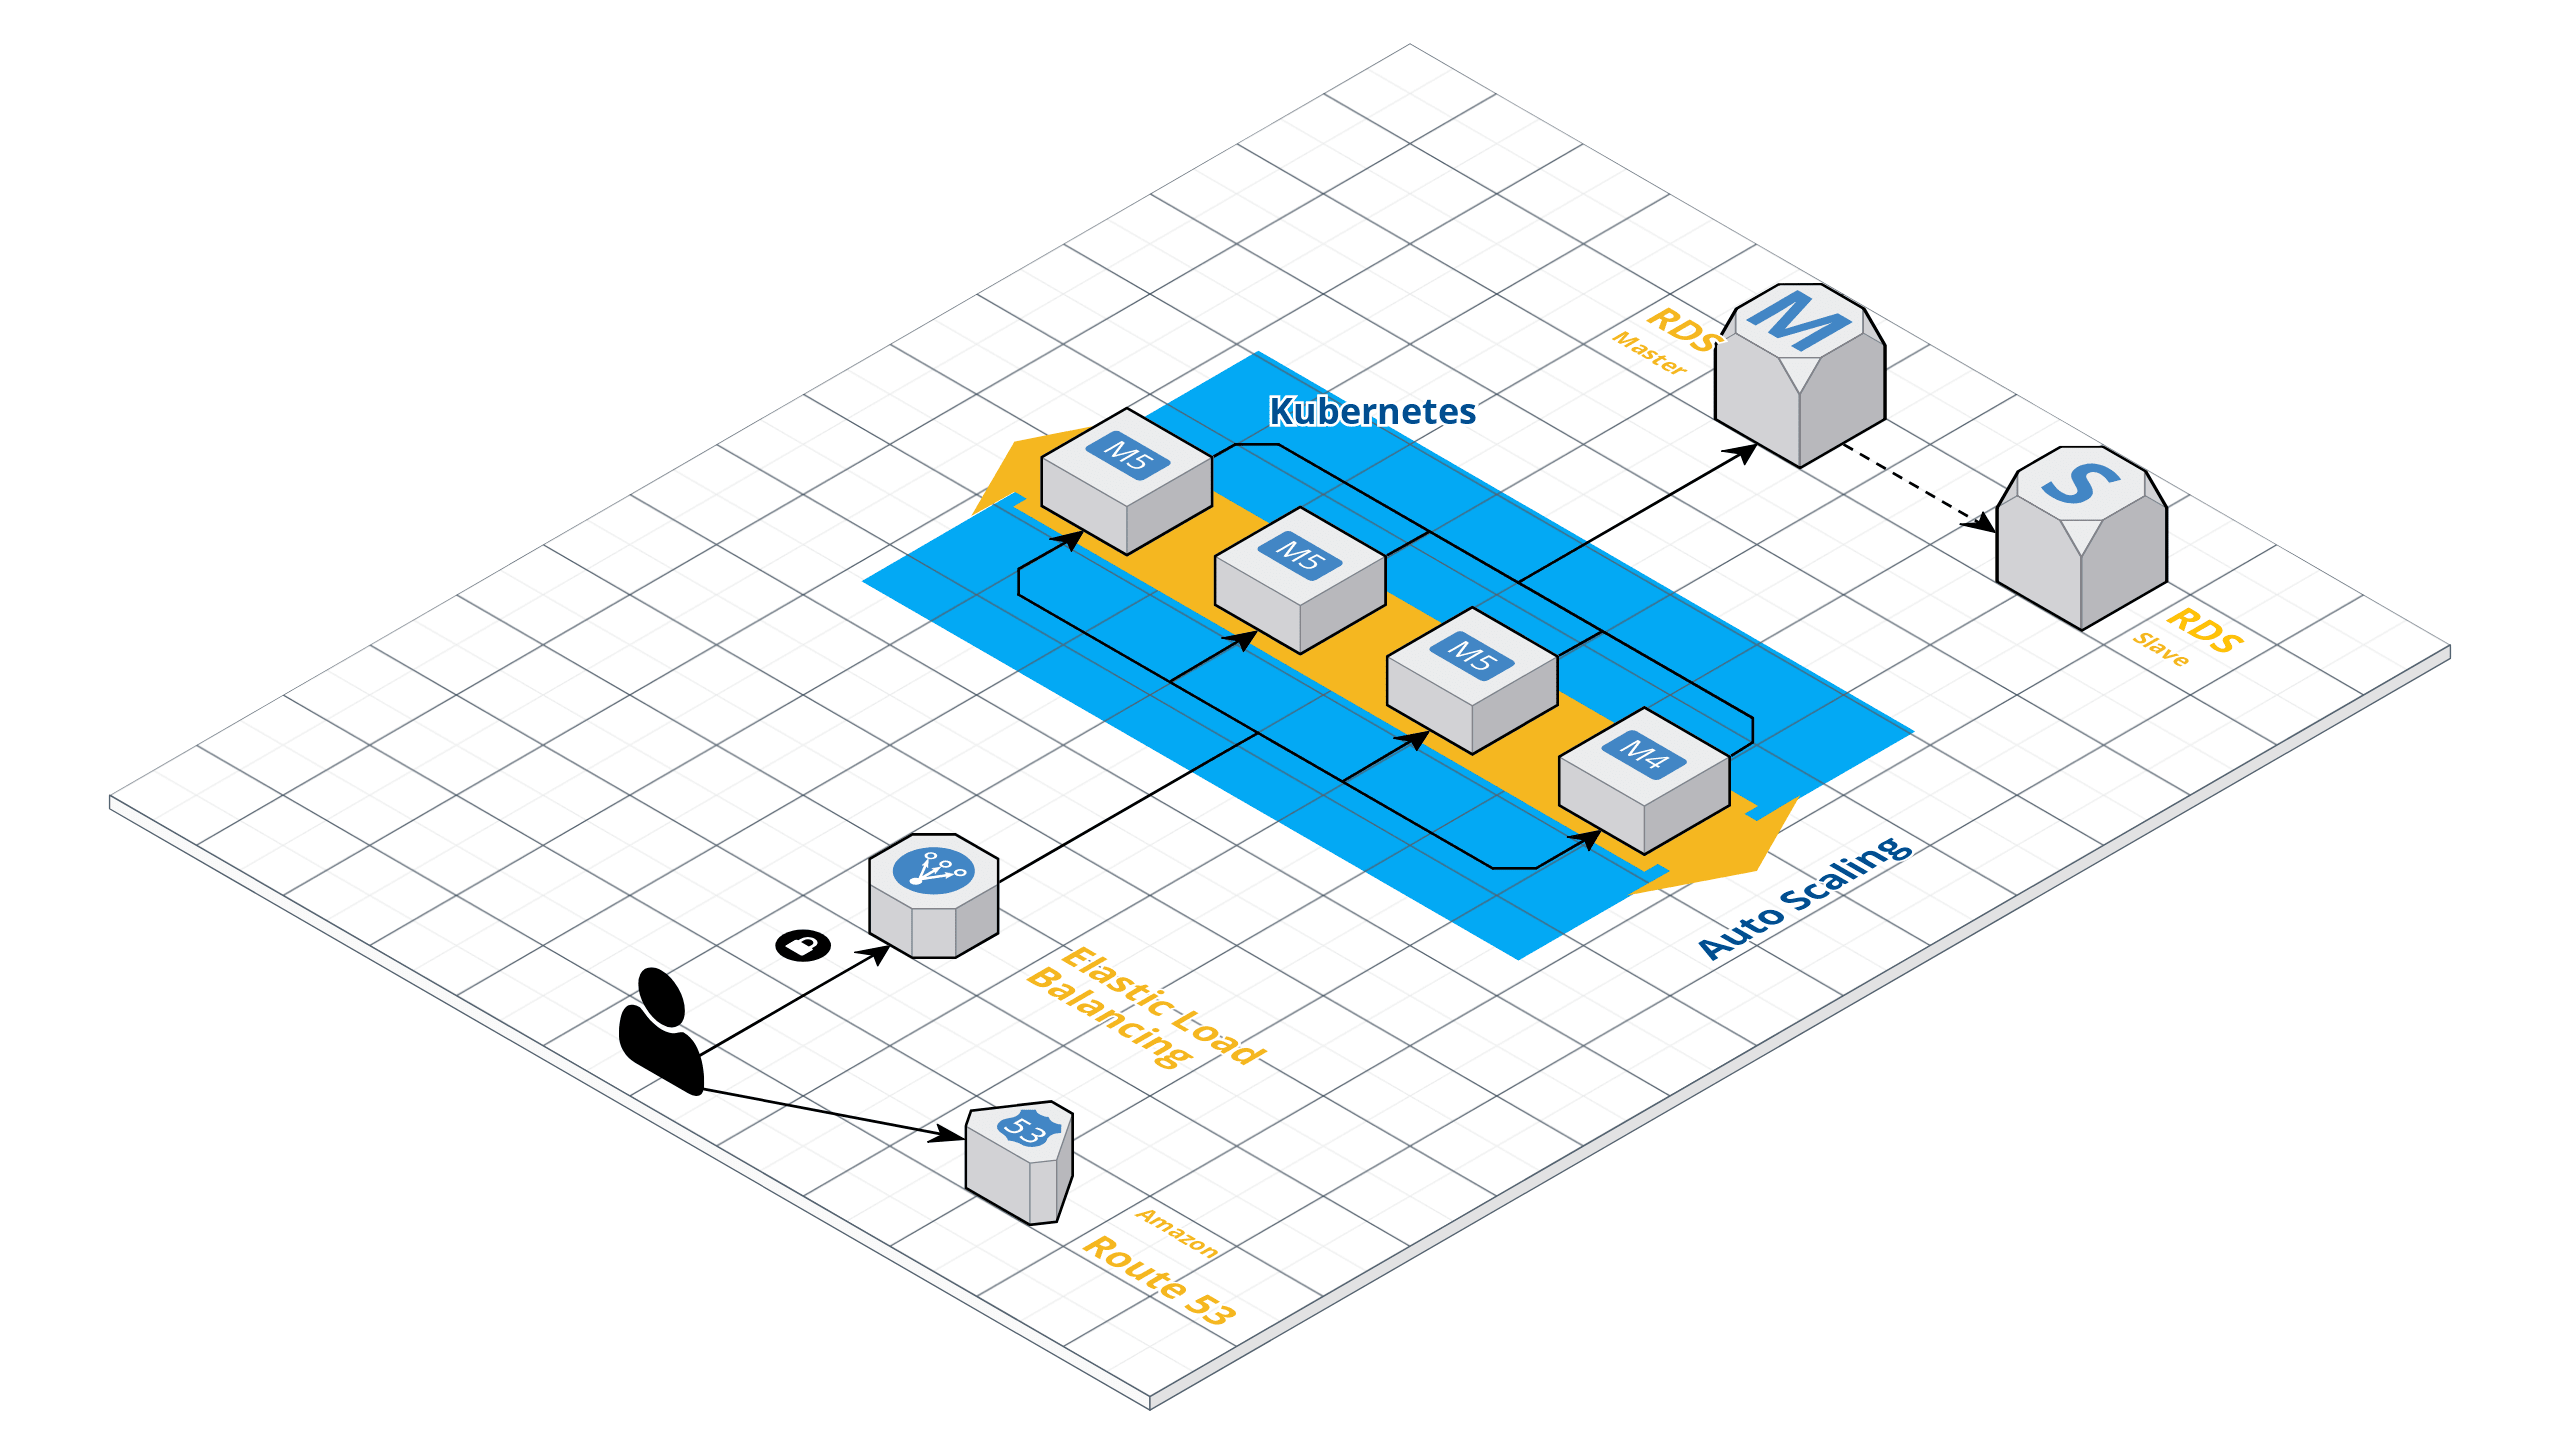 M
RDS
Master
Kubernetes
M5
S
M5
RDS
Slave
M5
M4
Auto Scaling
Elastic Load
Balancing
53
Amazon
Route 53